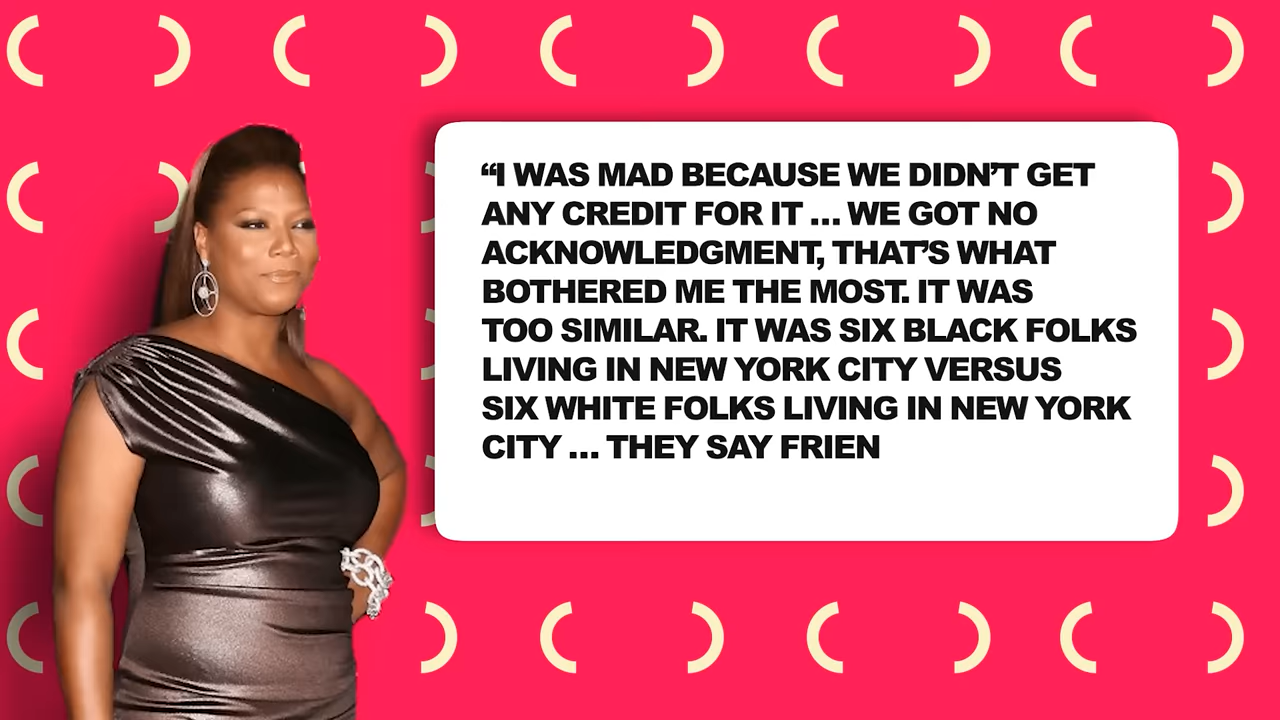 “I WAS MAD BECAUSE WE DIDN’T GET
ANY CREDIT FOR IT ... WE GOT NO
ACKNOWLEDGMENT, THAT’S WHAT
BOTHERED ME THE MOST. IT WAS
TOO SIMILAR. IT WAS SIX BLACK FOLKS
LIVING IN NEW YORK CITY VERSUS
SIX WHITE FOLKS LIVING IN NEW YORK
CITY ... THEY SAY FRIEN